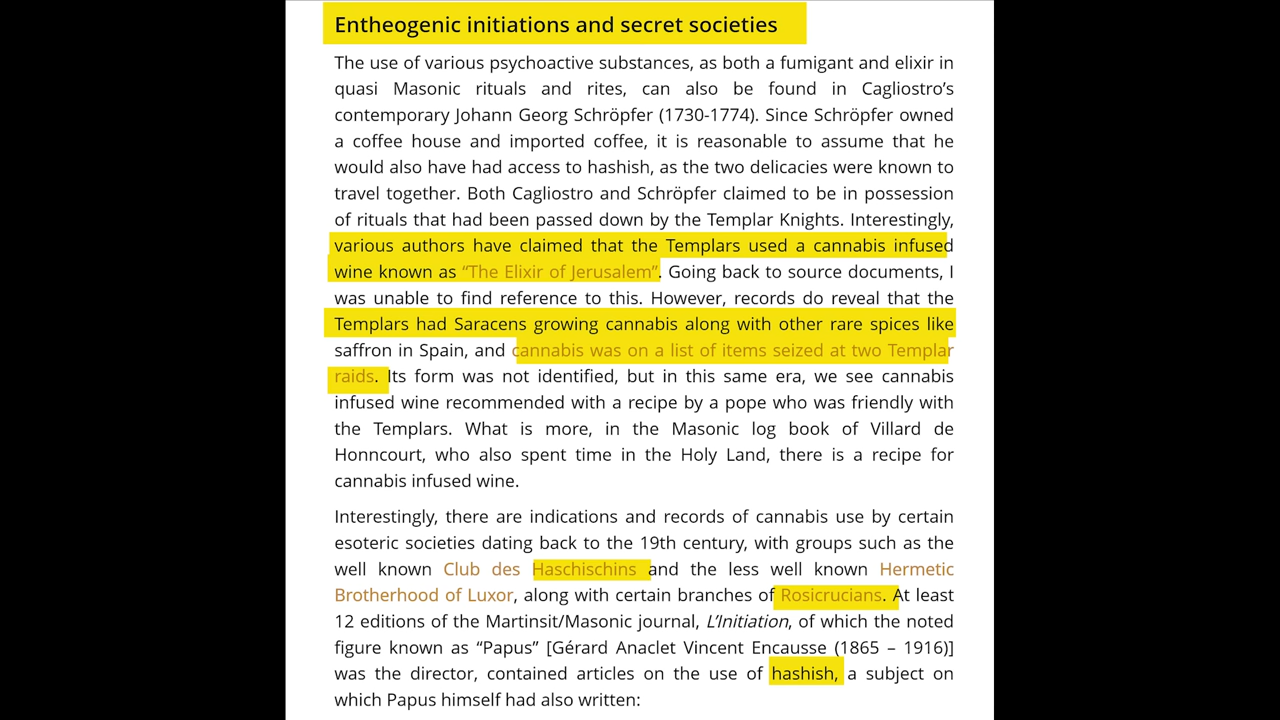 Entheogenic initiations and secret societies
The use of various psychoactive substances, as both a fumigant and elixir in
quasi Masonic rituals and rites, can also be found in Cagliostro’s
contemporary Johann Georg Schröpfer (1730-1774). Since Schröpfer owned
a coffee house and imported coffee, it is reasonable to assume that he
would also have had access to hashish, as the two delicacies were known to
travel together. Both Cagliostro and Schröpfer claimed to be in possession
of rituals that had been passed down by the Templar Knights. Interestingly,
various authors have claimed that the Templars used a cannabis infused
wine known as “The Elixir of Jerusalem”. Going back to source documents, I
was unable to find reference to this. However, records do reveal that the
Templars had Saracens growing cannabis along with other rare spices like
saffron in Spain, and cannabis was on a list of items seized at two Templar
raids. Its form was not identified, but in this same era, we see cannabis
infused wine recommended with a recipe by a pope who was friendly with
the Templars. What is more, in the Masonic log book of Villard de
Honncourt, who also spent time in the Holy Land, there is a recipe for
cannabis infused wine.
Interestingly, there are indications and records of cannabis use by certain
esoteric societies dating back to the 19th century, with groups such as the
well known Club des Haschischins and the less well known Hermetic
Brotherhood of Luxor, along with certain branches of Rosicrucians. At least
12 editions of the Martinsit/Masonic journal, L’Initiation, of which the noted
figure known as “Papus” [Gérard Anaclet Vincent Encausse (1865 – 1916)]
was the director, contained articles on the use of hashish, a subject on
which Papus himself had also written: